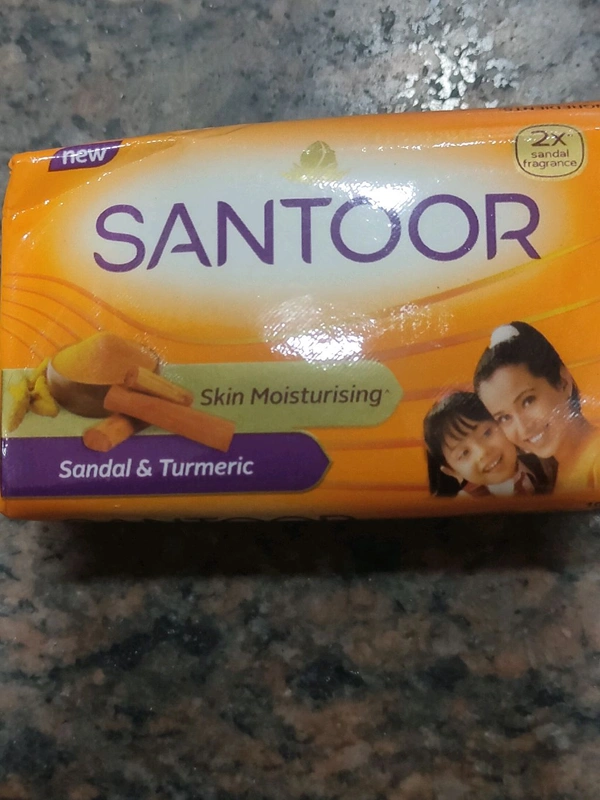 new
2x
sandal
fragrance
SANTOOR
Skin Moisturising*
Sandal & Turmeric